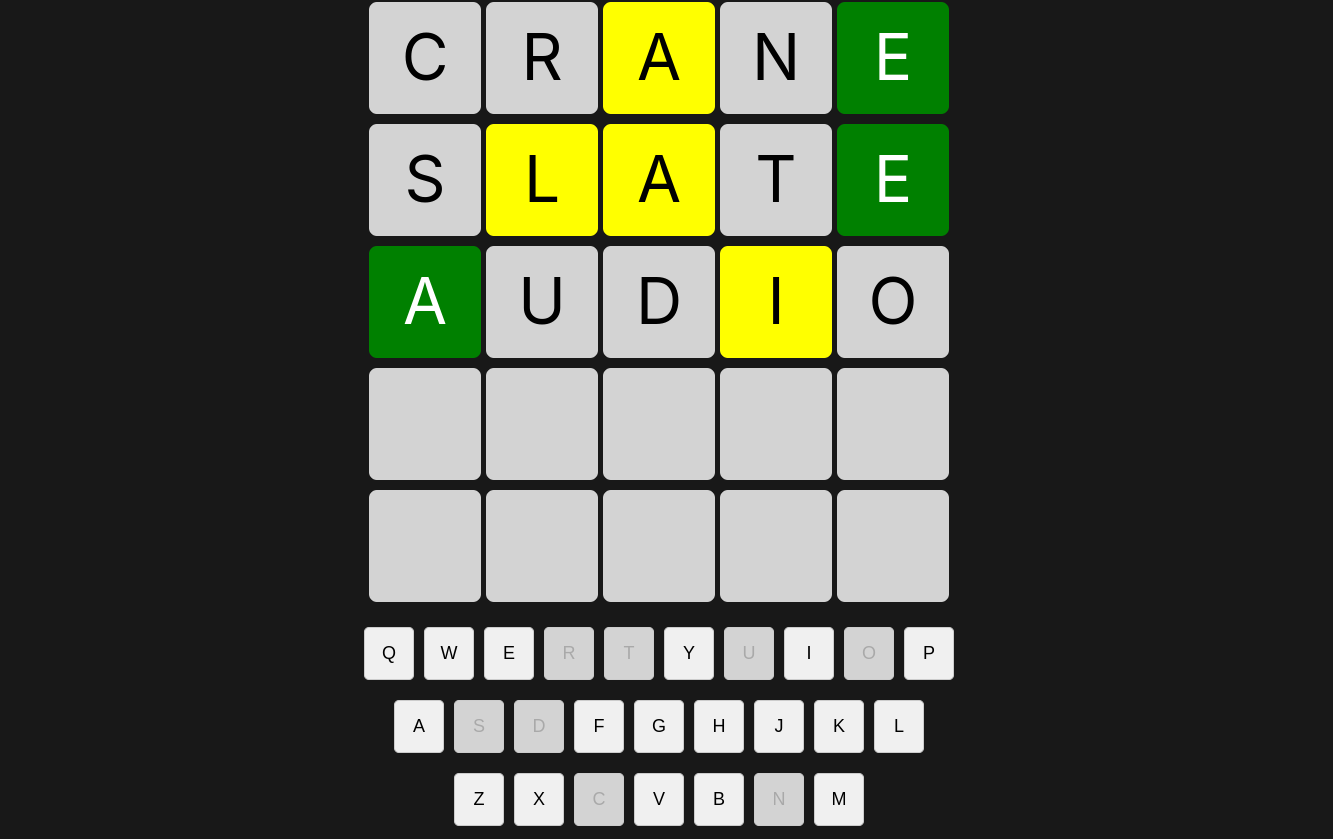 C R A N E
S L A T E
A U D I O
Q W E R T Y U I O P
A S D F G H J K L
Z X C V B N M